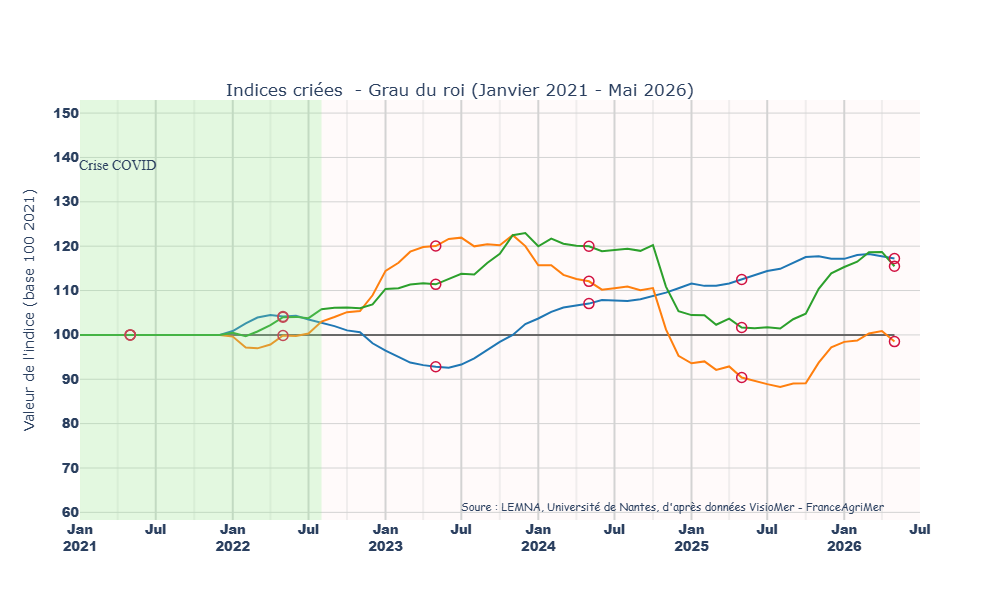 Indices criées  - Grau du roi (Janvier 2021 - Mai 2026)
Valeur de l'indice (base 100 2021)
150
140
130
120
110
100
90
80
70
60
Crise COVID
Soure : LEMNA, Université de Nantes, d'après données VisioMer - FranceAgriMer
Jan Jul Jan Jul Jan Jul Jan Jul Jan Jul Jan Jul
2021 2022 2023 2024 2025 2026